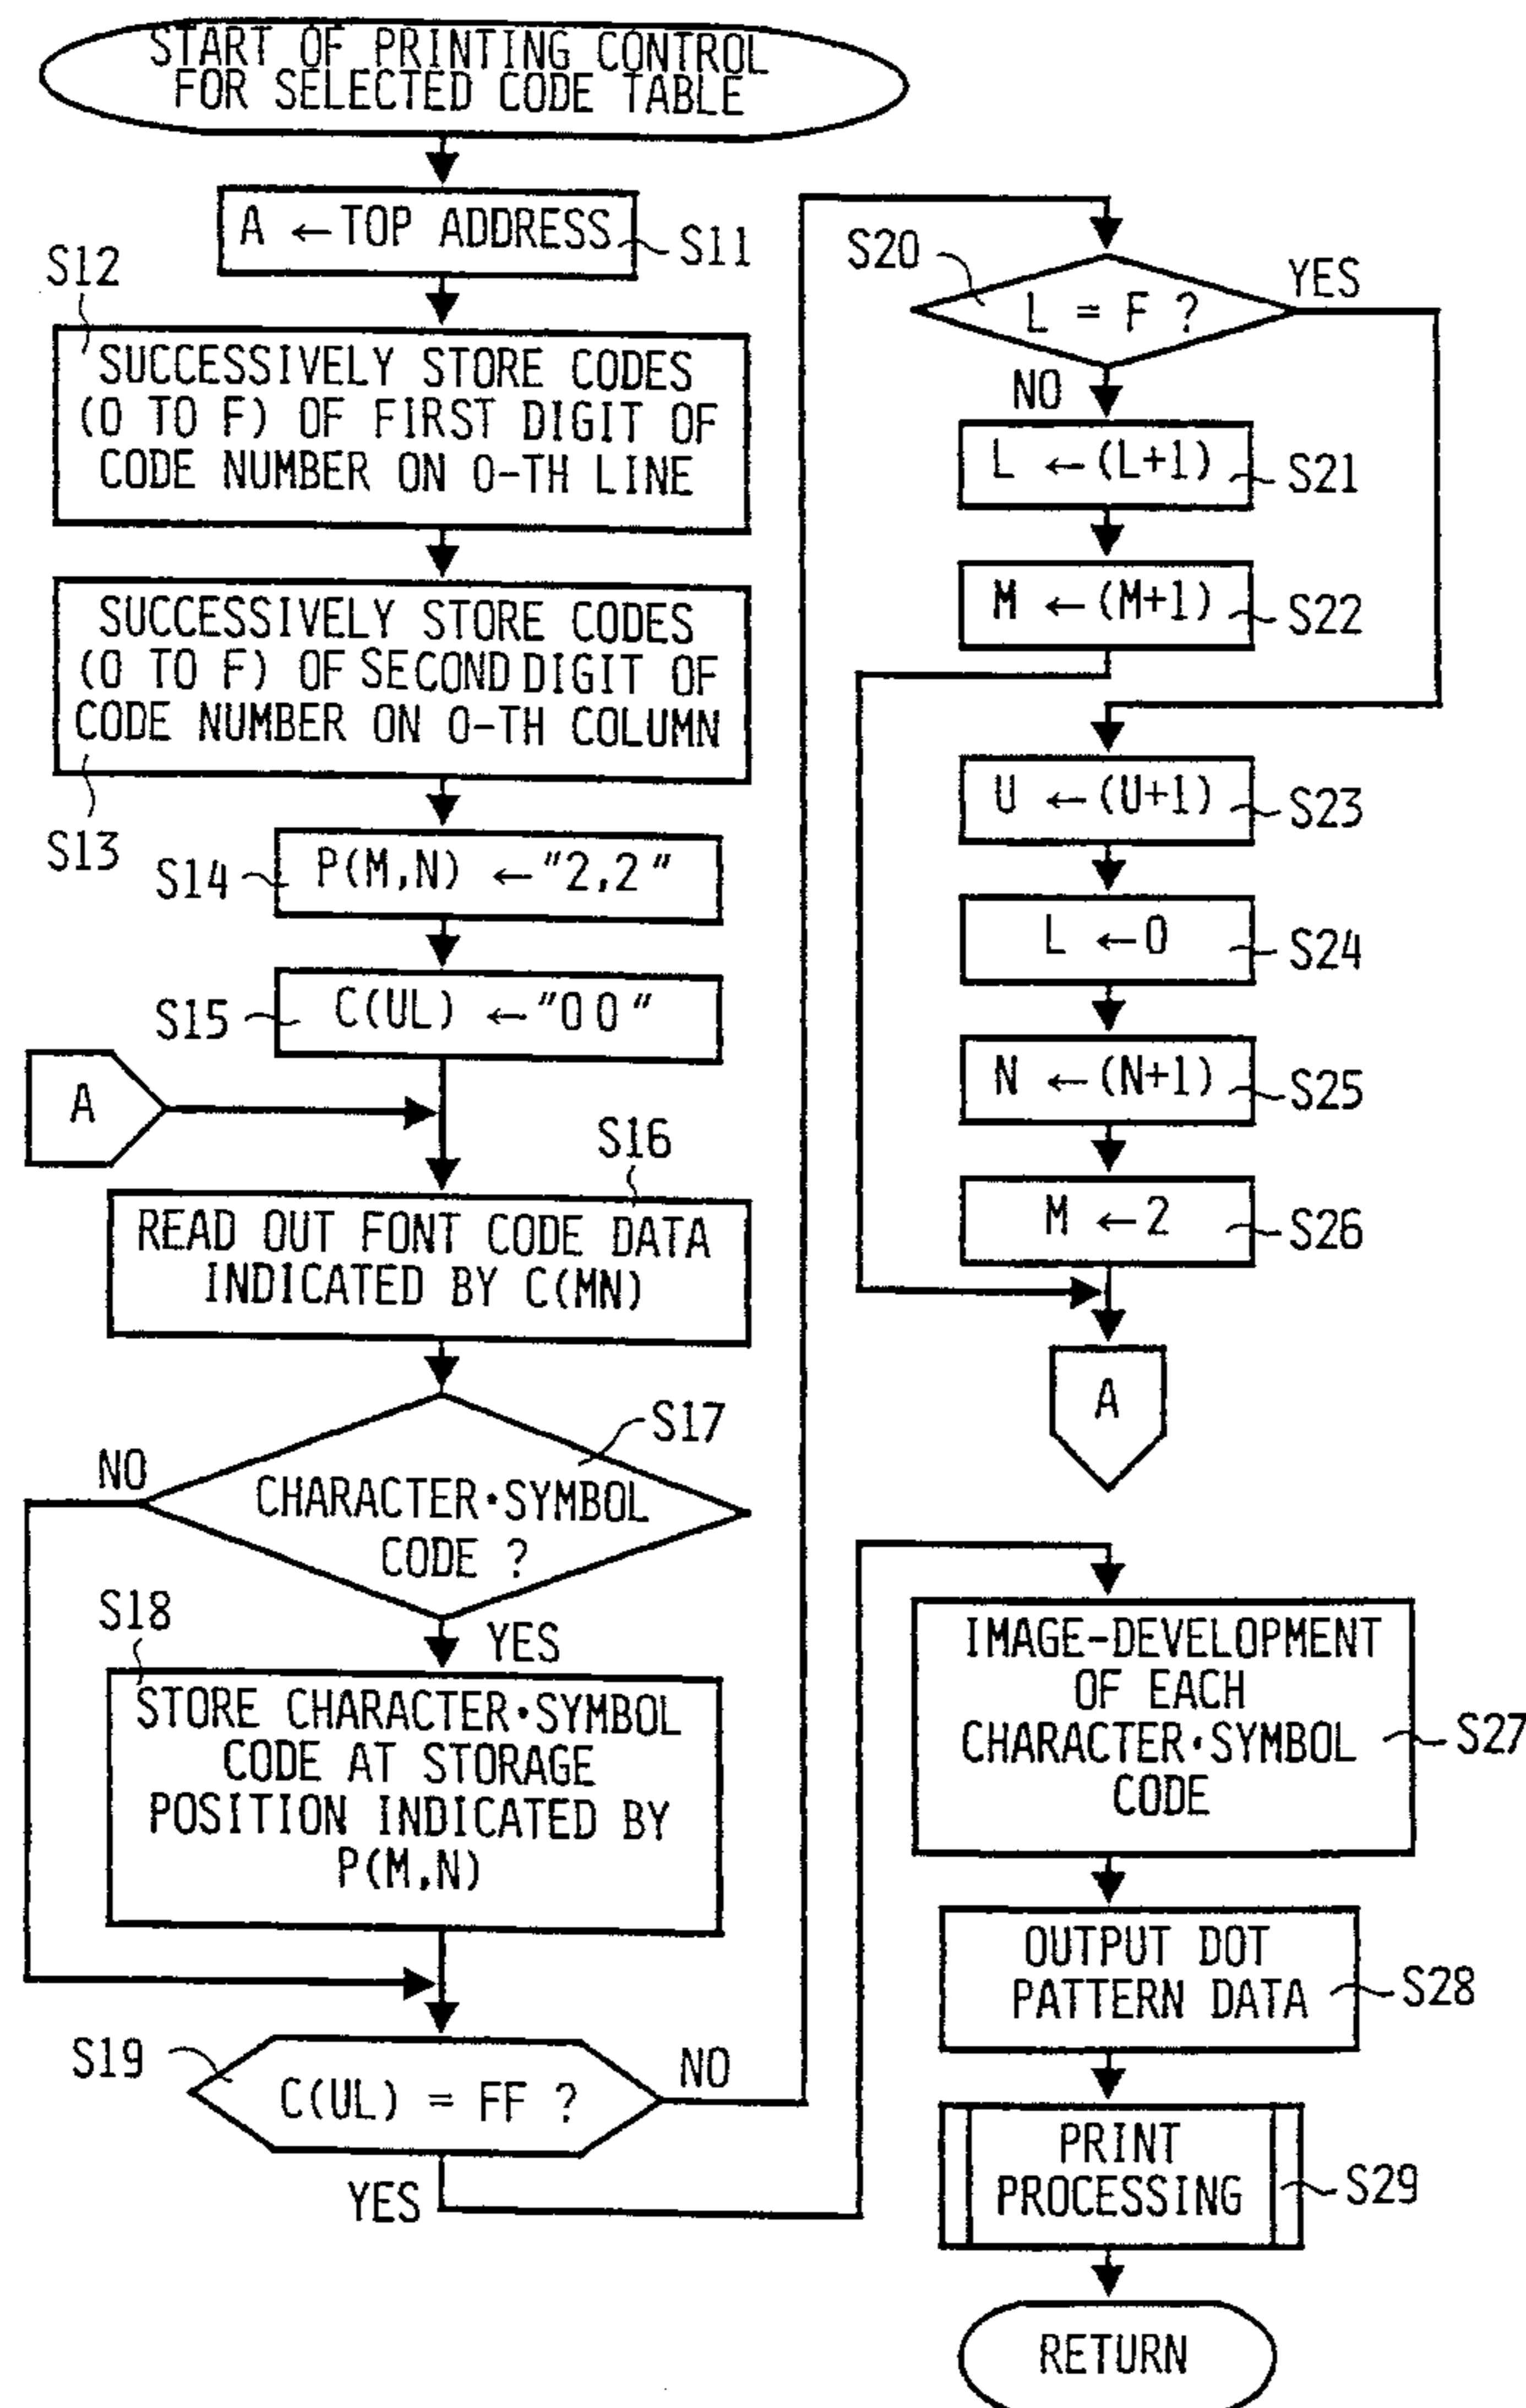 START OF PRINTING CONTROL
FOR SELECTED CODE TABLE
A ← TOP ADDRESS
S11
S12
SUCCESSIVELY STORE CODES
(0 TO F) OF FIRST DIGIT OF
CODE NUMBER ON 0-TH LINE
SUCCESSIVELY STORE CODES
(0 TO F) OF SECOND DIGIT OF
CODE NUMBER ON 0-TH COLUMN
S13
S14
P(M,N) ← "2,2"
S15
C(UL) ← "0 0"
A
S16
READ OUT FONT CODE DATA
INDICATED BY C(MN)
S17
NO
CHARACTER•SYMBOL
CODE ?
YES
S18
STORE CHARACTER•SYMBOL
CODE AT STORAGE
POSITION INDICATED BY
P(M,N)
S19
C(UL) = FF ?
NO
YES
S20
L = F ?
YES
NO
L ← (L+1)
S21
M ← (M+1)
S22
U ← (U+1)
S23
L ← 0
S24
N ← (N+1)
S25
M ← 2
S26
A
IMAGE-DEVELOPMENT
OF EACH
CHARACTER•SYMBOL
CODE
S27
OUTPUT DOT
PATTERN DATA
S28
PRINT
PROCESSING
S29
RETURN